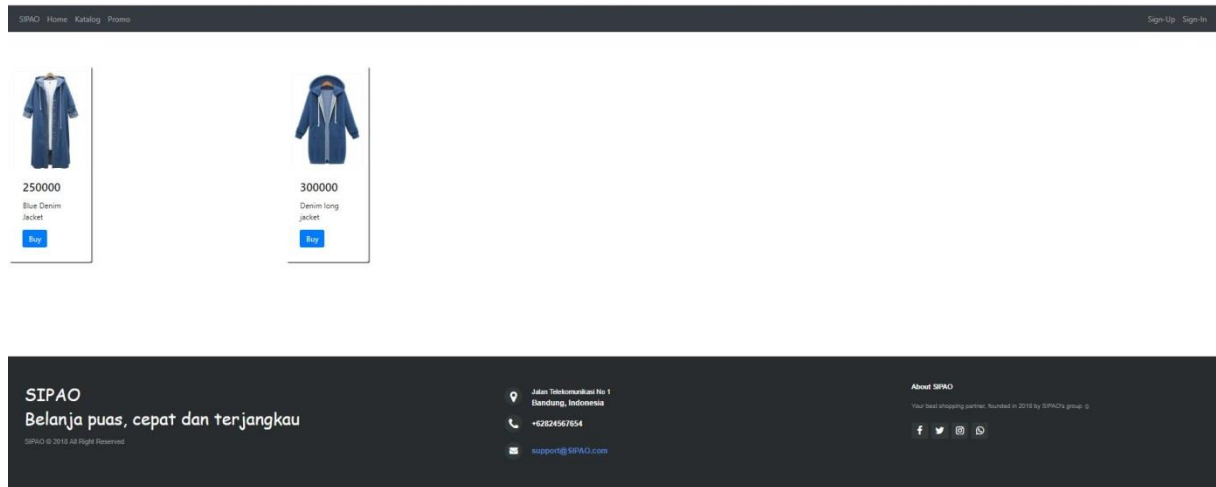 SIPAO Home Katalog Promo
Sign-Up Sign-In
250000
Blue Denim
Jacket
Buy
300000
Denim long
jacket
Buy
SIPAO
Belanja puas, cepat dan terjangkau
SIPAO © 2018 All Right Reserved
Jalan Telekomunikasi No 1
Bandung, Indonesia
+62824567654
support@SIPAO.com
About SIPAO
Your best shopping partner, founded in 2018 by SIPAO's group :)